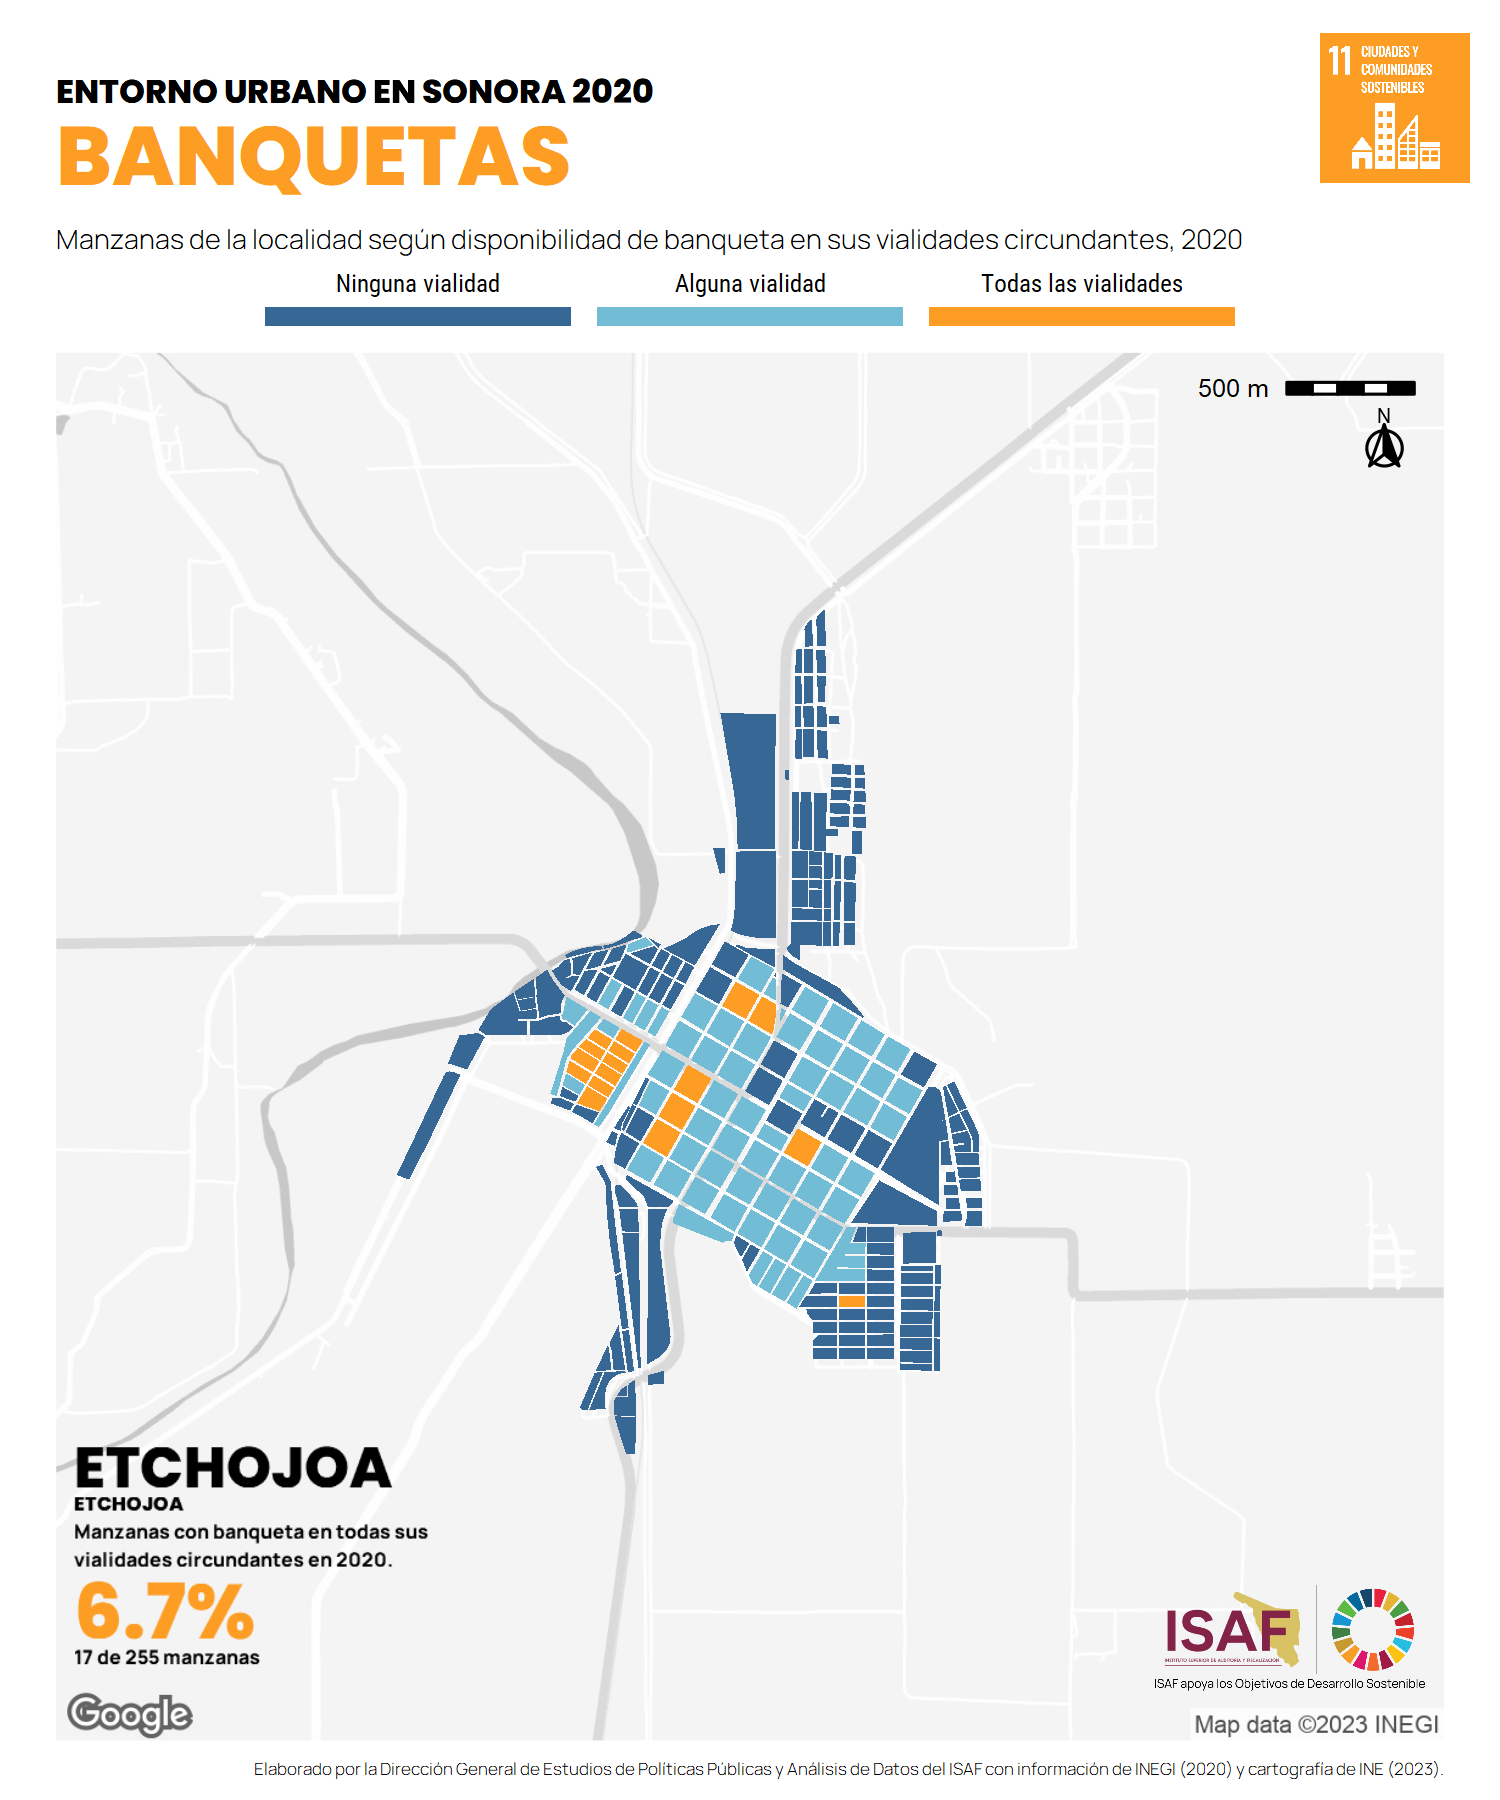 11 CIUDADES Y
COMUNIDADES
SOSTENIBLES
ENTORNO URBANO EN SONORA 2020
BANQUETAS
Manzanas de la localidad según disponibilidad de banqueta en sus vialidades circundantes, 2020
Ninguna vialidad Alguna vialidad Todas las vialidades
500 m
N
ETCHOJOA
ETCHOJOA
Manzanas con banqueta en todas sus
vialidades circundantes en 2020.
6.7%
17 de 255 manzanas
Google
ISAF
INSTITUTO SUPERIOR DE AUDITORÍA Y FISCALIZACIÓN
ISAF apoya los Objetivos de Desarrollo Sostenible
Map data ©2023 INEGI
Elaborado por la Dirección General de Estudios de Políticas Públicas y Análisis de Datos del ISAF con información de INEGI (2020) y cartografía de INE (2023).